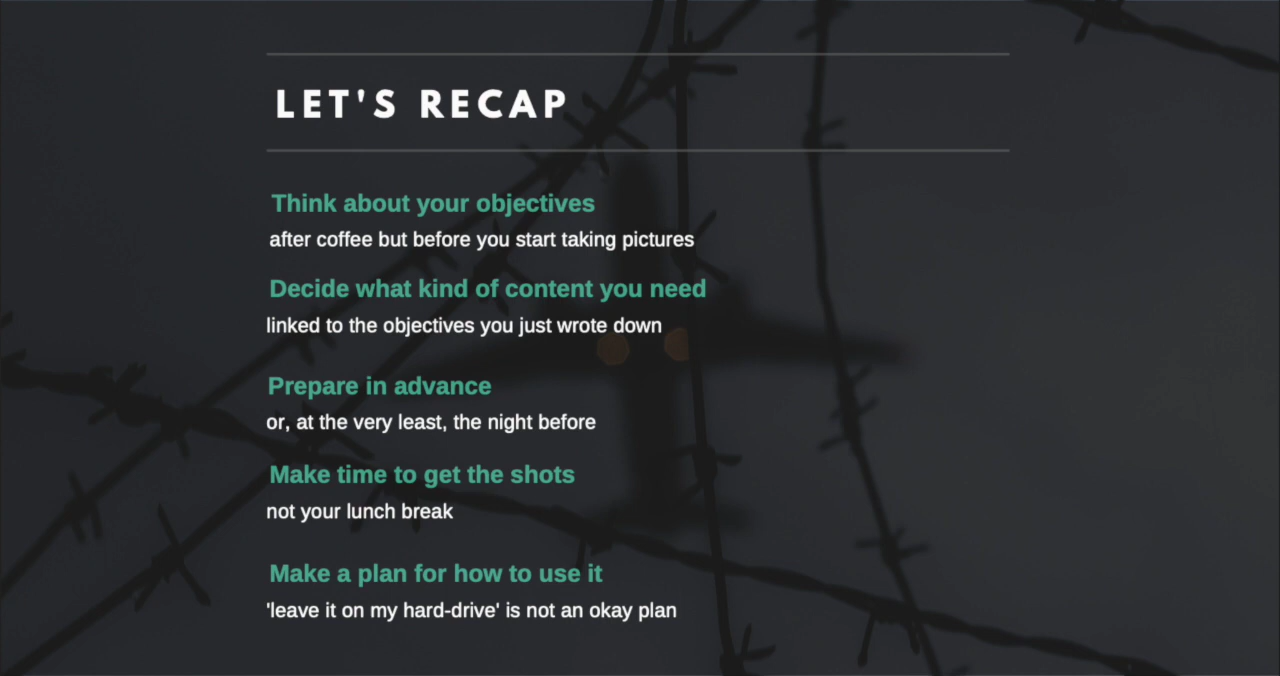 LET'S RECAP
Think about your objectives
after coffee but before you start taking pictures
Decide what kind of content you need
linked to the objectives you just wrote down
Prepare in advance
or, at the very least, the night before
Make time to get the shots
not your lunch break
Make a plan for how to use it
'leave it on my hard-drive' is not an okay plan